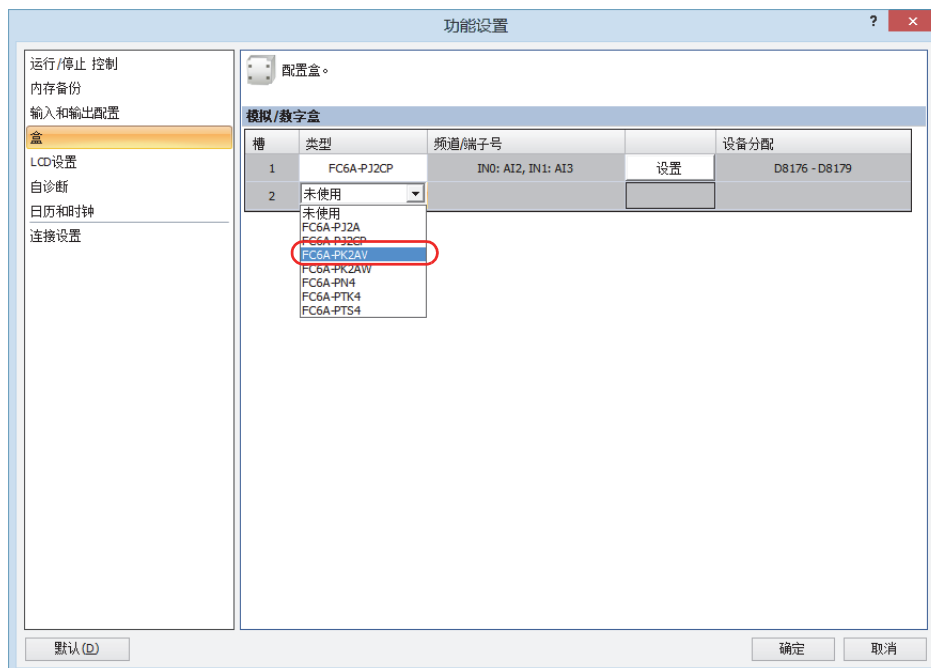 功能设置
? ×
运行/停止 控制
内存备份
输入和输出配置
盒
LCD设置
自诊断
日历和时钟
连接设置
配置盒。
模拟/数字盒
槽 类型 频道/端子号 设备分配
1 FC6A-PJ2CP IN0: AI2, IN1: AI3 设置 D8176 - D8179
2 未使用
未使用
FC6A-PJ2A
FC6A-PJ2CP
FC6A-PK2AV
FC6A-PK2AW
FC6A-PN4
FC6A-PTK4
FC6A-PTS4
默认(D) 确定 取消